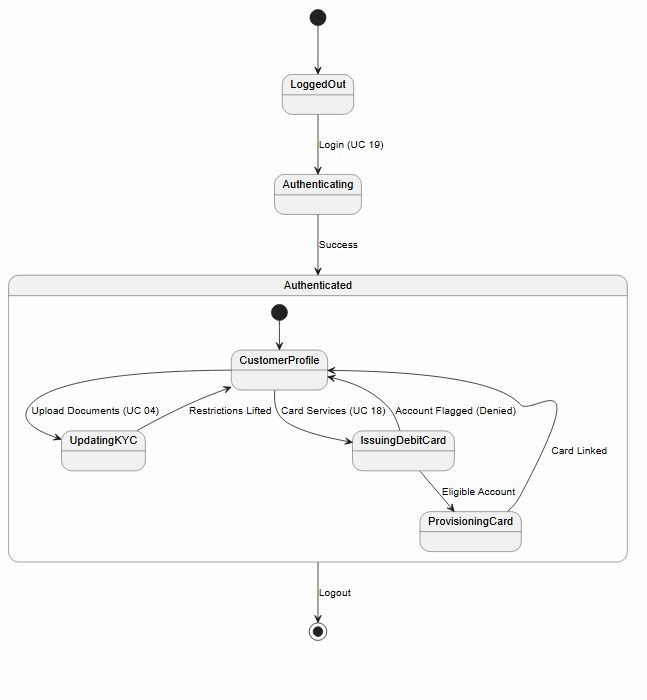 LoggedOut
Login (UC 19)
Authenticating
Success
Authenticated
CustomerProfile
Upload Documents (UC 04)
Restrictions Lifted
Card Services (UC 18)
Account Flagged (Denied)
UpdatingKYC
IssuingDebitCard
Card Linked
Eligible Account
ProvisioningCard
Logout